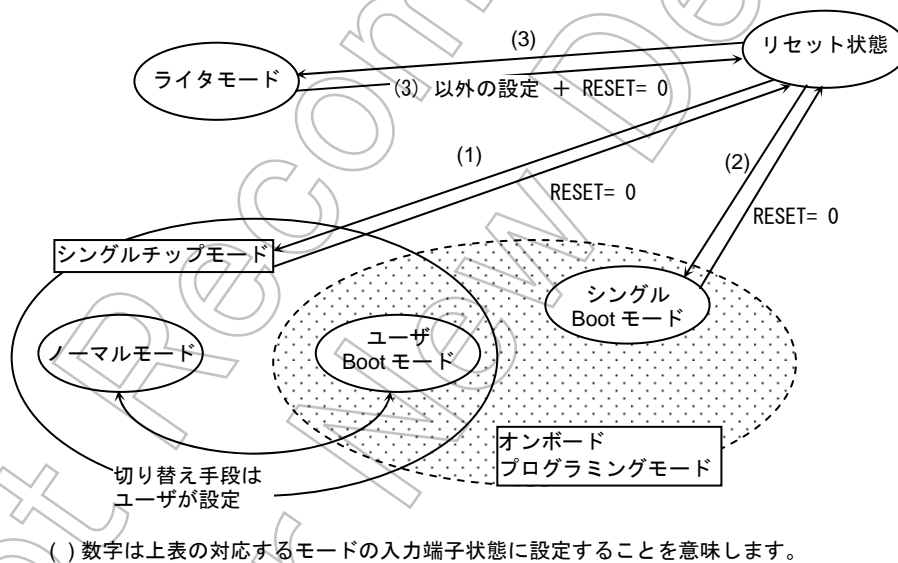 (3)
リセット状態
ライタモード
(3) 以外の設定 + RESET= 0
(1)
(2)
RESET= 0
RESET= 0
シングルチップモード
シングル
Boot モード
ノーマルモード
ユーザ
Boot モード
オンボード
プログラミングモード
切り替え手段は
ユーザが設定
( ) 数字は上表の対応するモードの入力端子状態に設定することを意味します。